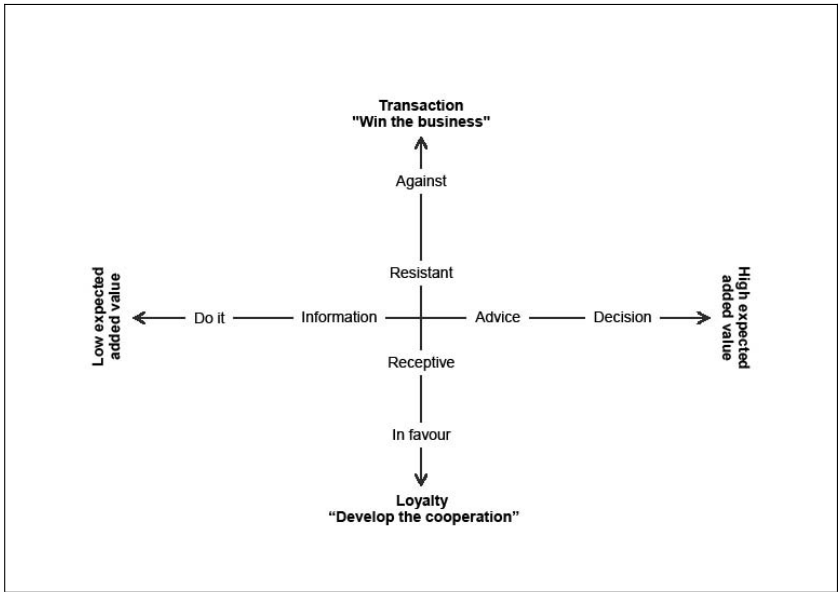 Transaction
"Win the business"
Against
Resistant
Low expected
added value
Do it
Information
Advice
Decision
High expected
added value
Receptive
In favour
Loyalty
“Develop the cooperation”